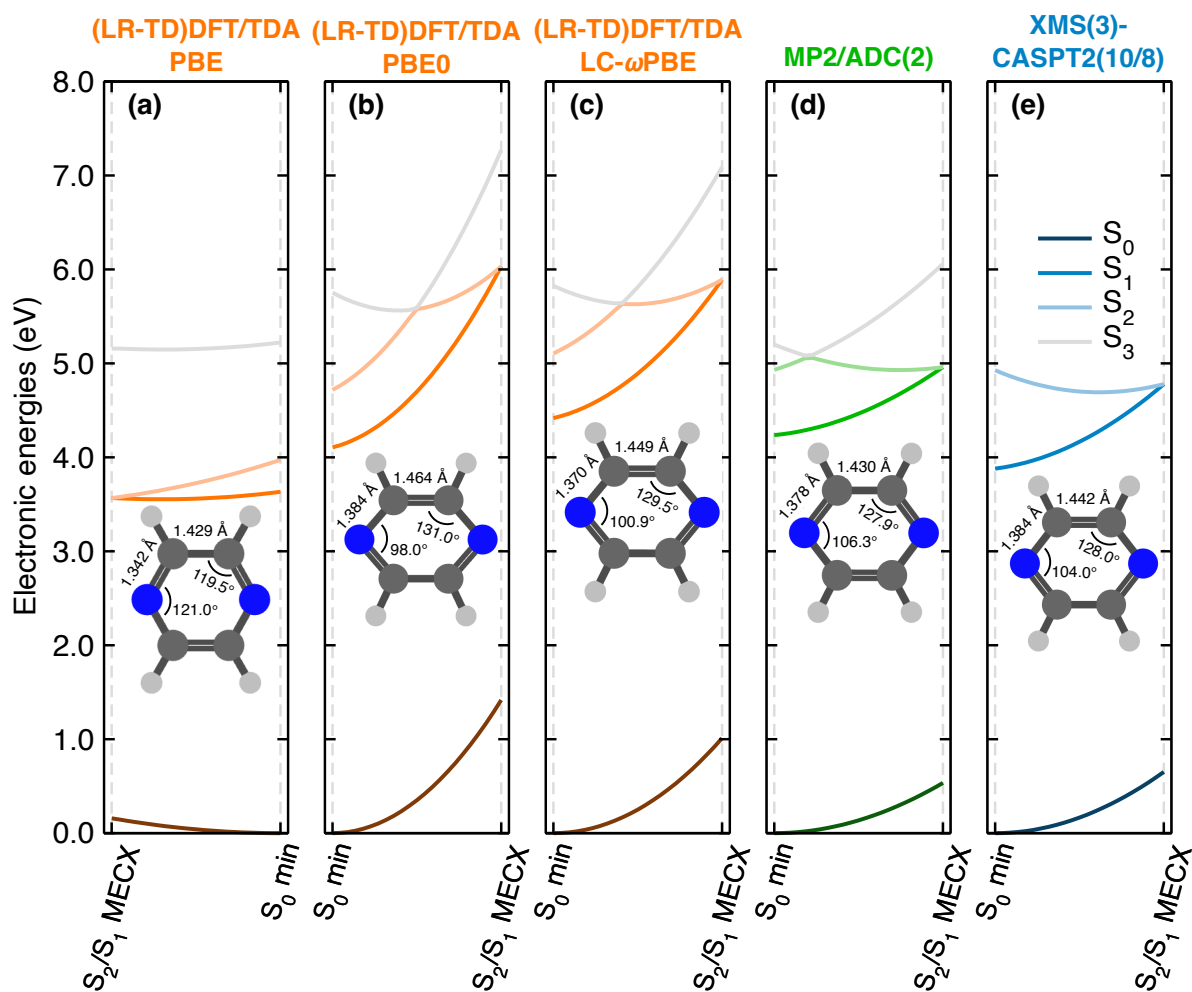 (LR-TD)DFT/TDA
PBE
(LR-TD)DFT/TDA
PBE0
(LR-TD)DFT/TDA
LC-ωPBE
MP2/ADC(2)
XMS(3)-
CASPT2(10/8)
Electronic energies (eV)
8.0
7.0
6.0
5.0
4.0
3.0
2.0
1.0
0.0
(a)
1.429 Å
1.342 Å
119.5°
121.0°
S₂/S₁ MECX
S₀ min
(b)
1.464 Å
1.384 Å
131.0°
98.0°
S₀ min
S₂/S₁ MECX
(c)
1.449 Å
1.370 Å
129.5°
100.9°
S₀ min
S₂/S₁ MECX
(d)
1.430 Å
1.378 Å
127.9°
106.3°
S₀ min
S₂/S₁ MECX
(e)
S₀
S₁
S₂
S₃
1.442 Å
1.384 Å
128.0°
104.0°
S₀ min
S₂/S₁ MECX